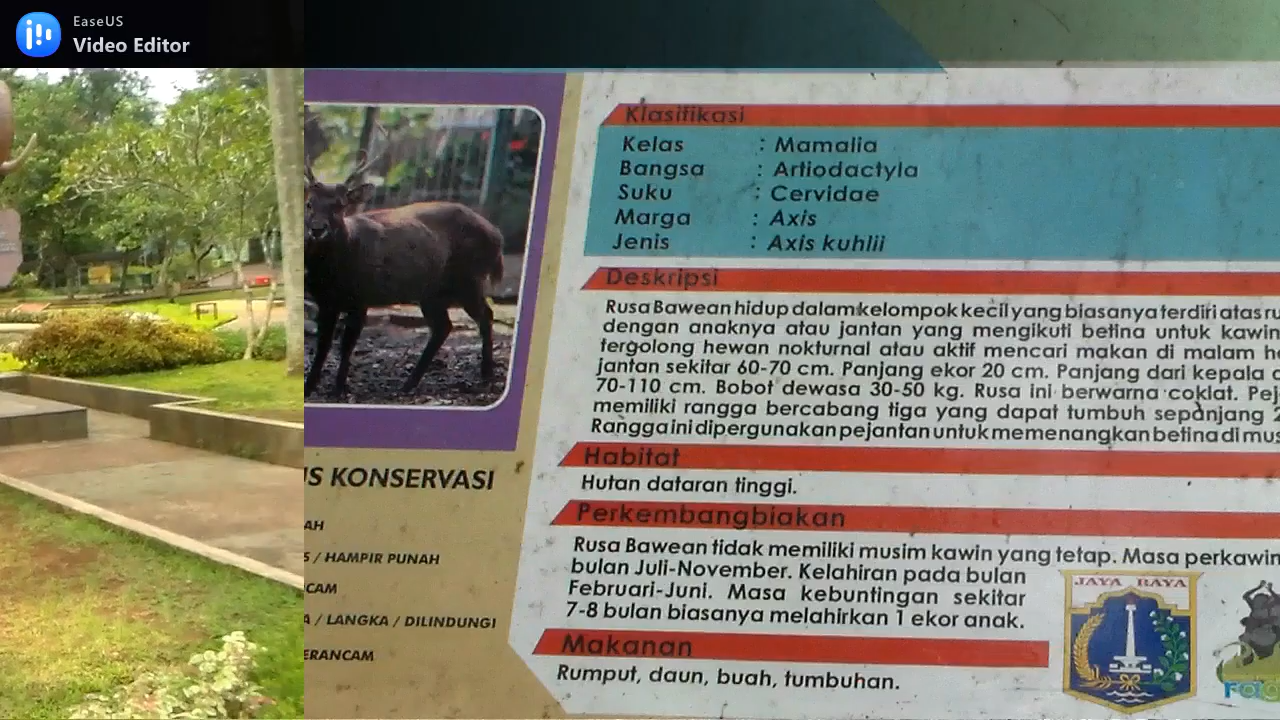 EaseUS
Video Editor
Klasifikasi
Kelas : Mamalia
Bangsa : Artiodactyla
Suku : Cervidae
Marga : Axis
Jenis : Axis kuhlii
Deskripsi
Rusa Bawean hidup dalam kelompok kecil yang biasanya terdiri atas
dengan anaknya atau jantan yang mengikuti betina untuk kawin
tergolong hewan nokturnal atau aktif mencari makan di malam
jantan sekitar 60-70 cm. Panjang ekor 20 cm. Panjang dari kepala
70-110 cm. Bobot dewasa 30-50 kg. Rusa ini berwarna coklat.
memiliki rangga bercabang tiga yang dapat tumbuh sepanjang
Rangga ini dipergunakan pejantan untuk memenangkan betina di
Habitat
Hutan dataran tinggi.
Perkembangbiakan
Rusa Bawean tidak memiliki musim kawin yang tetap. Masa
bulan Juli-November. Kelahiran pada bulan
Februari-Juni. Masa kebuntingan sekitar
7-8 bulan biasanya melahirkan 1 ekor anak.
Makanan
Rumput, daun, buah, tumbuhan.
KONSERVASI
/ HAMPIR PUNAH
/ LANGKA / DILINDUNGI
JAYA RAYA